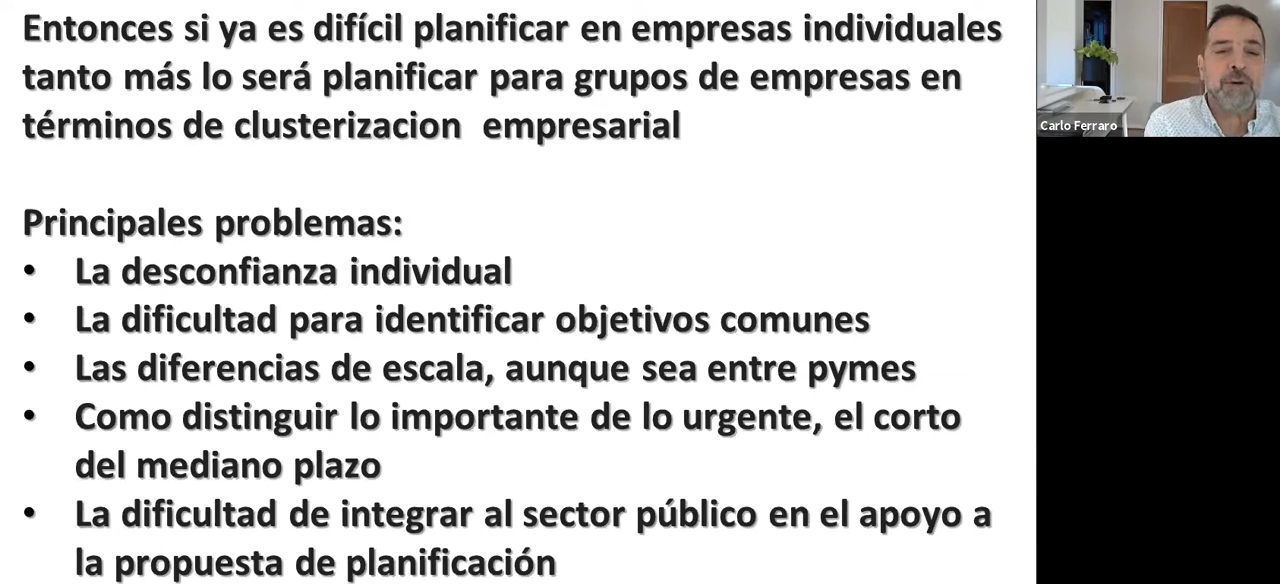 Entonces si ya es difícil planificar en empresas individuales
tanto más lo será planificar para grupos de empresas en
términos de clusterizacion empresarial
Principales problemas:
• La desconfianza individual
• La dificultad para identificar objetivos comunes
• Las diferencias de escala, aunque sea entre pymes
• Como distinguir lo importante de lo urgente, el corto
del mediano plazo
• La dificultad de integrar al sector público en el apoyo a
la propuesta de planificación
Carlo Ferraro